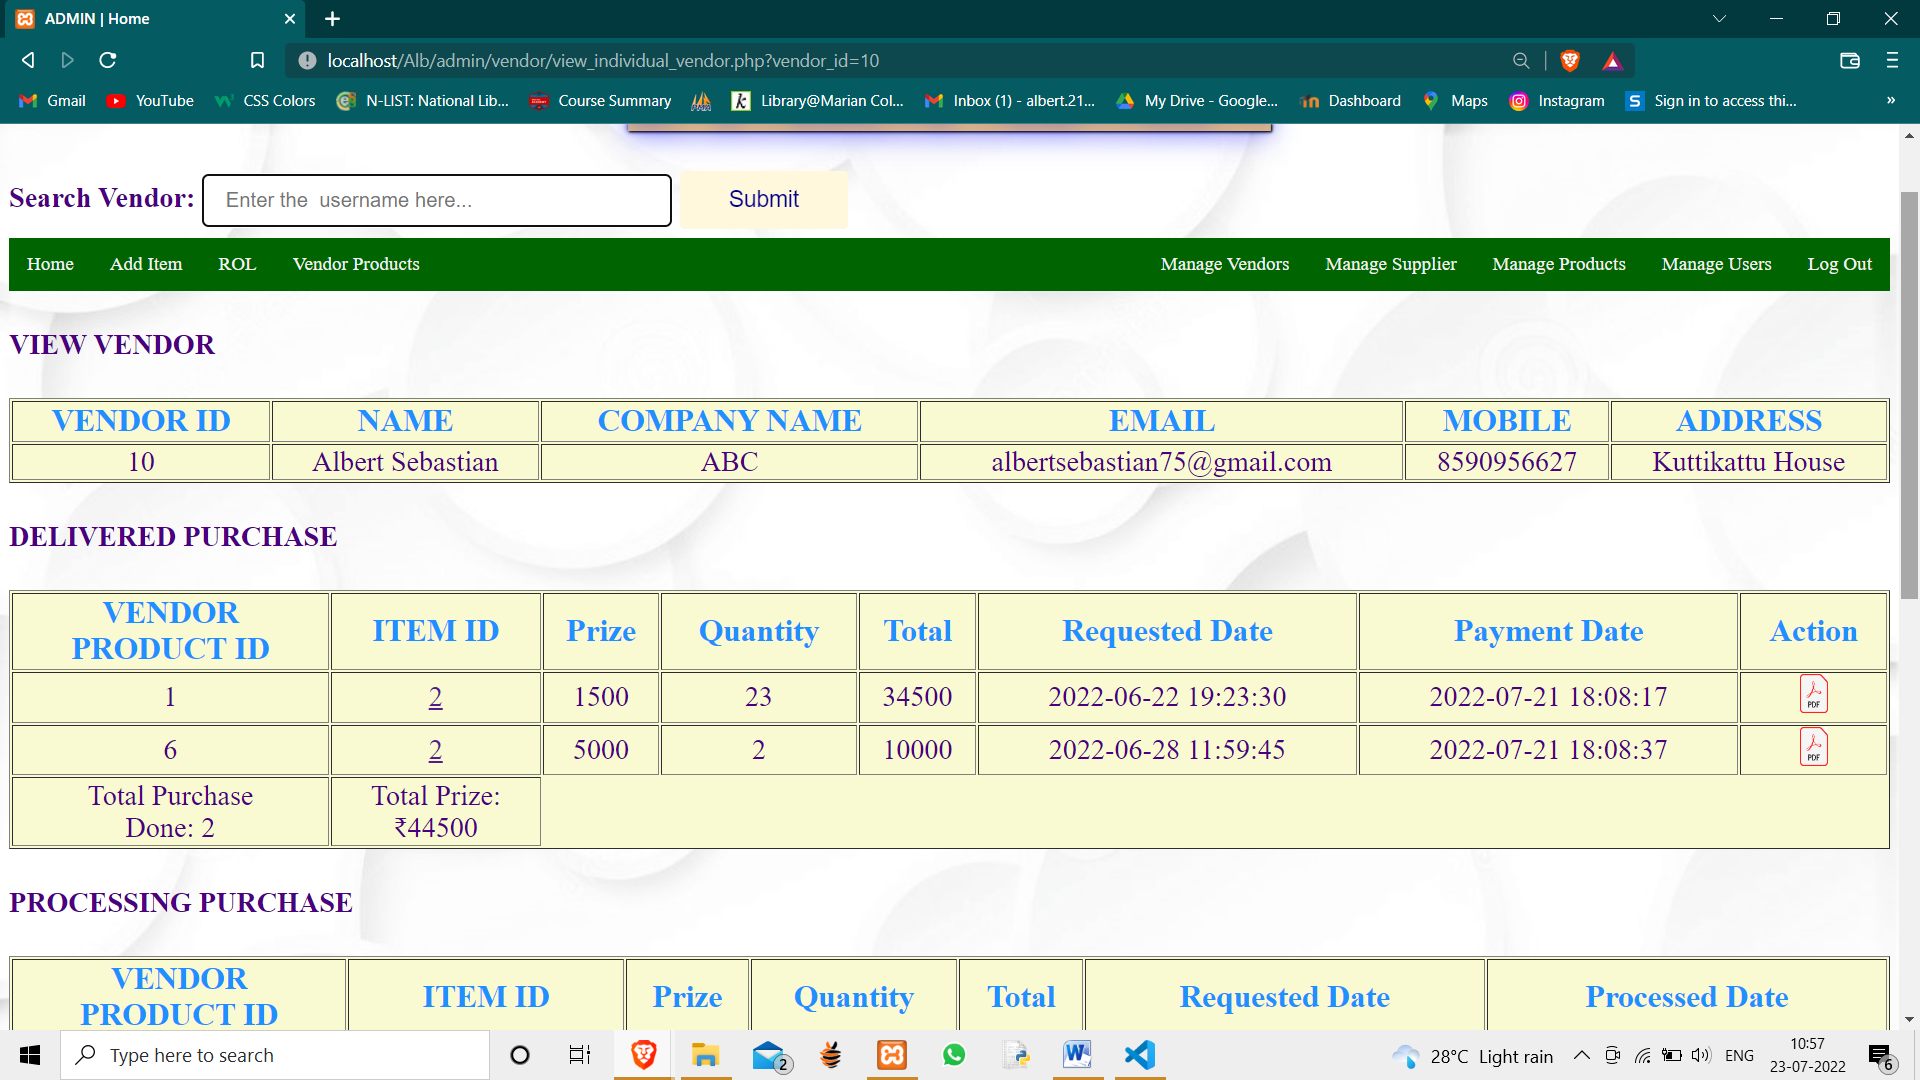 ADMIN | Home
localhost/Alb/admin/vendor/view_individual_vendor.php?vendor_id=10
Gmail YouTube CSS Colors N-LIST: National Lib... Course Summary Library@Marian Col... Inbox (1) - albert.21... My Drive - Google... Dashboard Maps Instagram Sign in to access thi... »
Search Vendor: Enter the username here... Submit
Home Add Item ROL Vendor Products Manage Vendors Manage Supplier Manage Products Manage Users Log Out
VIEW VENDOR
VENDOR ID NAME COMPANY NAME EMAIL MOBILE ADDRESS
10 Albert Sebastian ABC albertsebastian75@gmail.com 8590956627 Kuttikattu House
DELIVERED PURCHASE
VENDOR PRODUCT ID ITEM ID Prize Quantity Total Requested Date Payment Date Action
1 2 1500 23 34500 2022-06-22 19:23:30 2022-07-21 18:08:17 PDF
6 2 5000 2 10000 2022-06-28 11:59:45 2022-07-21 18:08:37 PDF
Total Purchase Done: 2 Total Prize: ₹44500
PROCESSING PURCHASE
VENDOR PRODUCT ID ITEM ID Prize Quantity Total Requested Date Processed Date
Type here to search 2 28°C Light rain ENG 10:57
23-07-2022 6